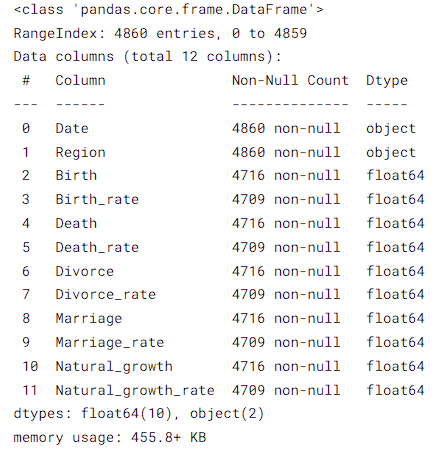 <class 'pandas.core.frame.DataFrame'>
RangeIndex: 4860 entries, 0 to 4859
Data columns (total 12 columns):
 #   Column               Non-Null Count  Dtype
---  ------               --------------  -----
 0   Date                 4860 non-null   object
 1   Region               4860 non-null   object
 2   Birth                4716 non-null   float64
 3   Birth_rate           4709 non-null   float64
 4   Death                4716 non-null   float64
 5   Death_rate           4709 non-null   float64
 6   Divorce              4716 non-null   float64
 7   Divorce_rate         4709 non-null   float64
 8   Marriage             4716 non-null   float64
 9   Marriage_rate        4709 non-null   float64
 10  Natural_growth       4716 non-null   float64
 11  Natural_growth_rate  4709 non-null   float64
dtypes: float64(10), object(2)
memory usage: 455.8+ KB